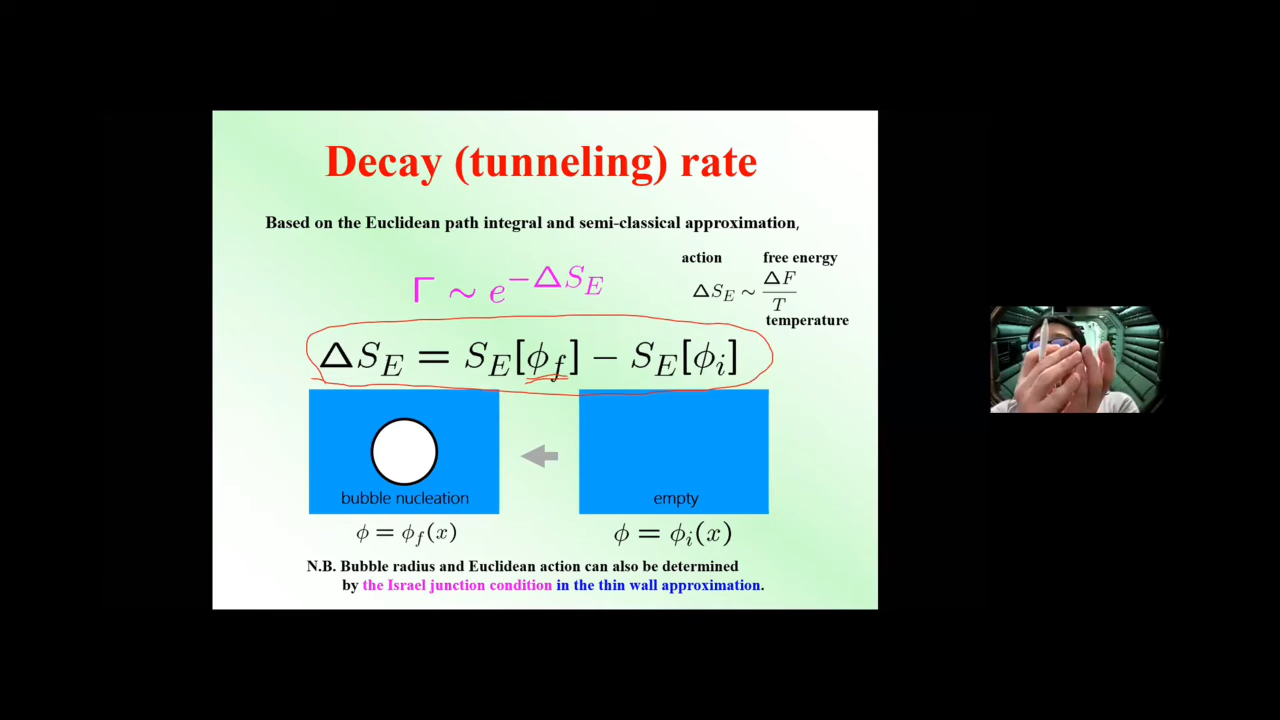 Decay (tunneling) rate
Based on the Euclidean path integral and semi-classical approximation,
action free energy
Γ ∼ e^{−ΔS_E}
ΔS_E ∼ ΔF/T
temperature
ΔS_E = S_E[ϕ_f] − S_E[ϕ_i]
bubble nucleation
empty
ϕ = ϕ_f(x)
ϕ = ϕ_i(x)
N.B. Bubble radius and Euclidean action can also be determined
by the Israel junction condition in the thin wall approximation.